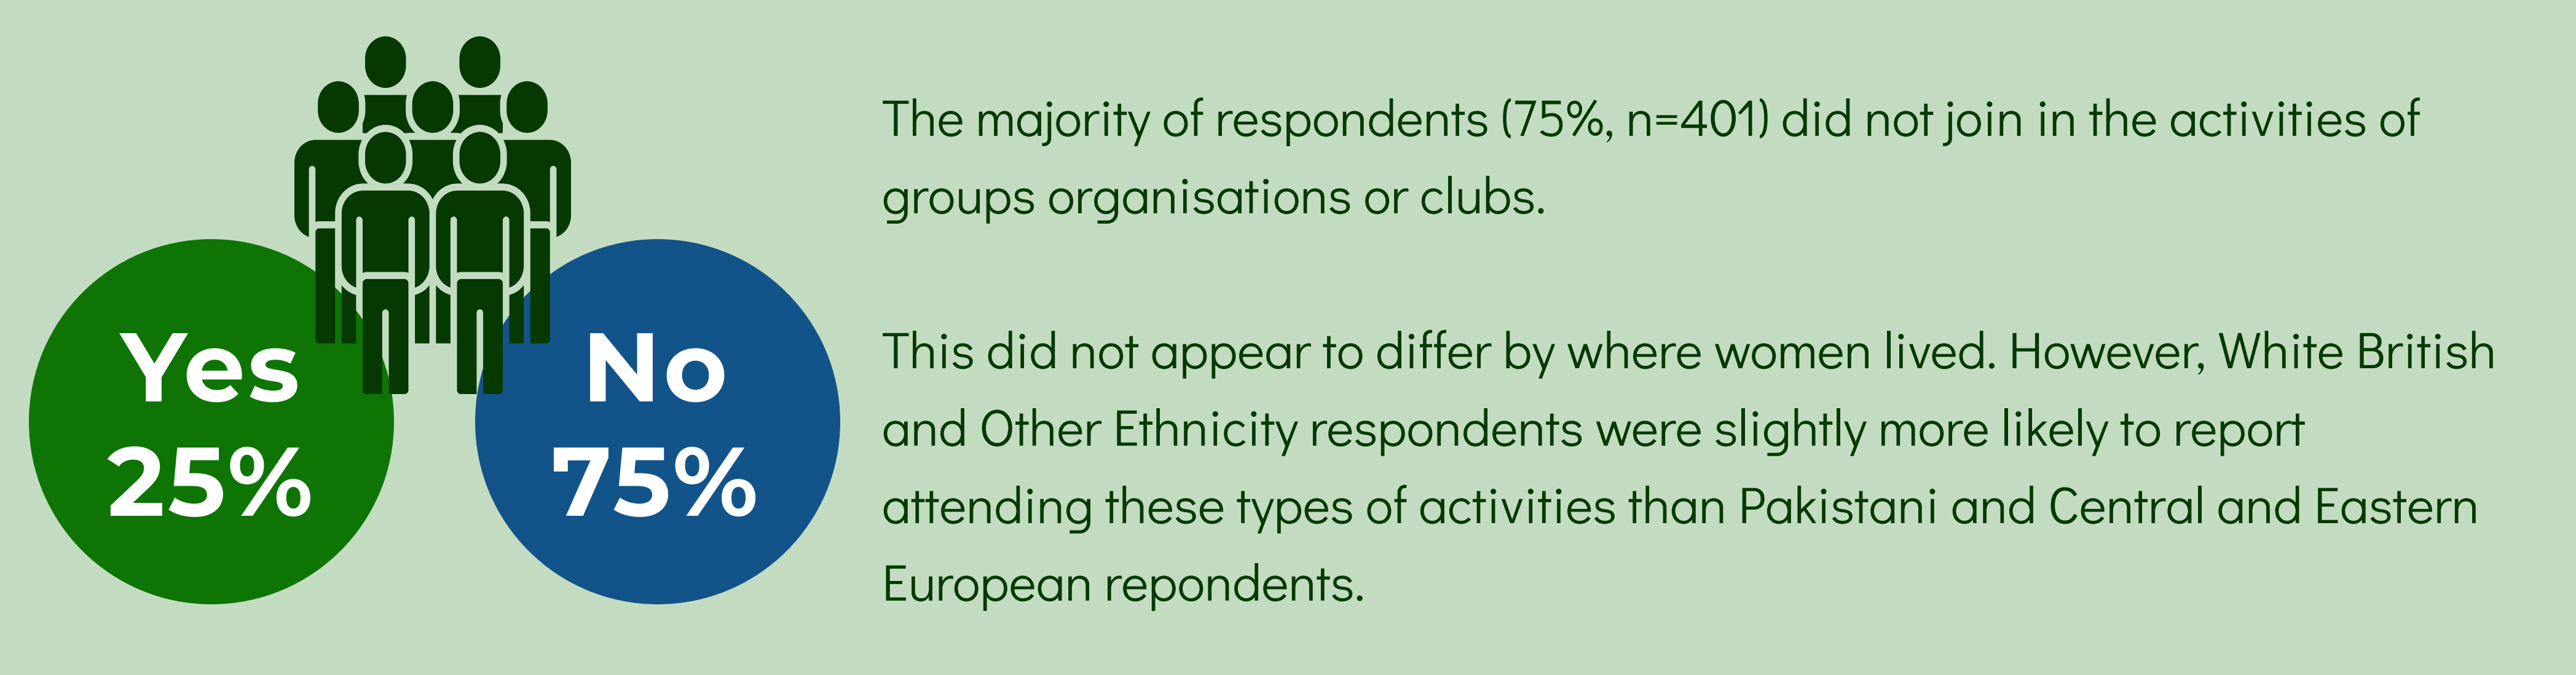 Yes
25%
No
75%
The majority of respondents (75%, n=401) did not join in the activities of
groups organisations or clubs.
This did not appear to differ by where women lived. However, White British
and Other Ethnicity respondents were slightly more likely to report
attending these types of activities than Pakistani and Central and Eastern
European repondents.